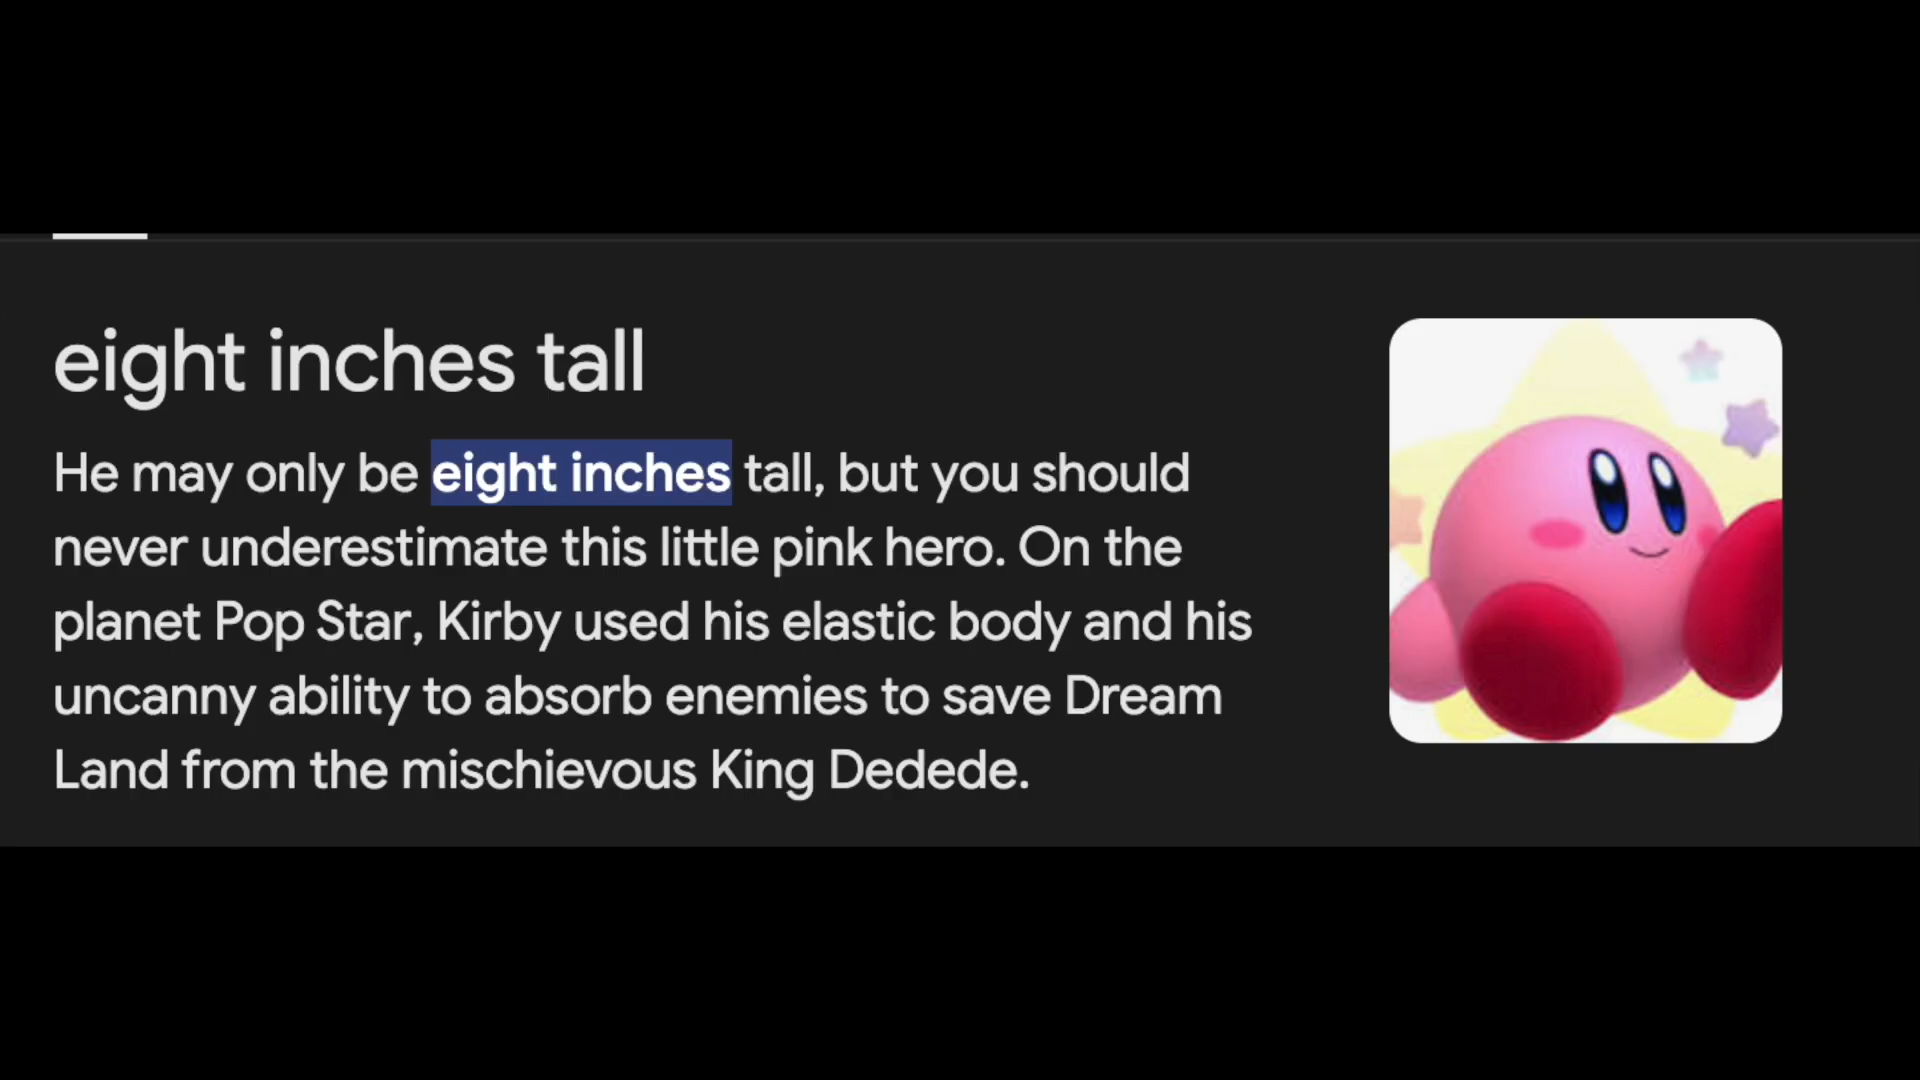 eight inches tall
He may only be eight inches tall, but you should
never underestimate this little pink hero. On the
planet Pop Star, Kirby used his elastic body and his
uncanny ability to absorb enemies to save Dream
Land from the mischievous King Dedede.